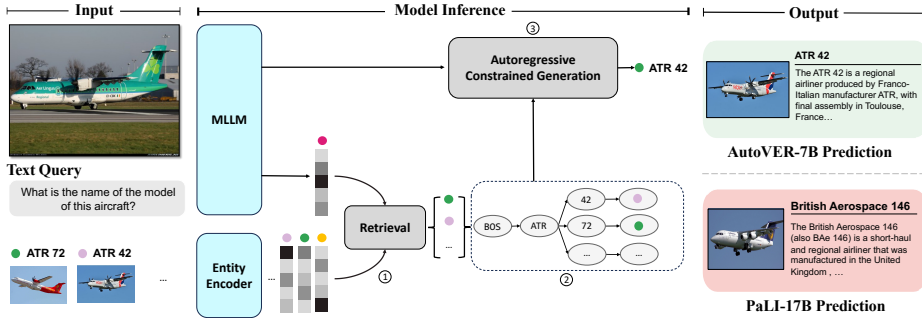 Input
Model Inference
Output
Text Query
What is the name of the model
of this aircraft?
ATR 72
ATR 42
...
MLLM
Entity
Encoder
...
Retrieval
①
...
BOS
ATR
42
72
...
...
②
③
Autoregressive
Constrained Generation
ATR 42
ATR 42
The ATR 42 is a regional
airliner produced by Franco-
Italian manufacturer ATR, with
final assembly in Toulouse,
France…
AutoVER-7B Prediction
British Aerospace 146
The British Aerospace 146
(also BAe 146) is a short-haul
and regional airliner that was
manufactured in the United
Kingdom , …
PaLI-17B Prediction